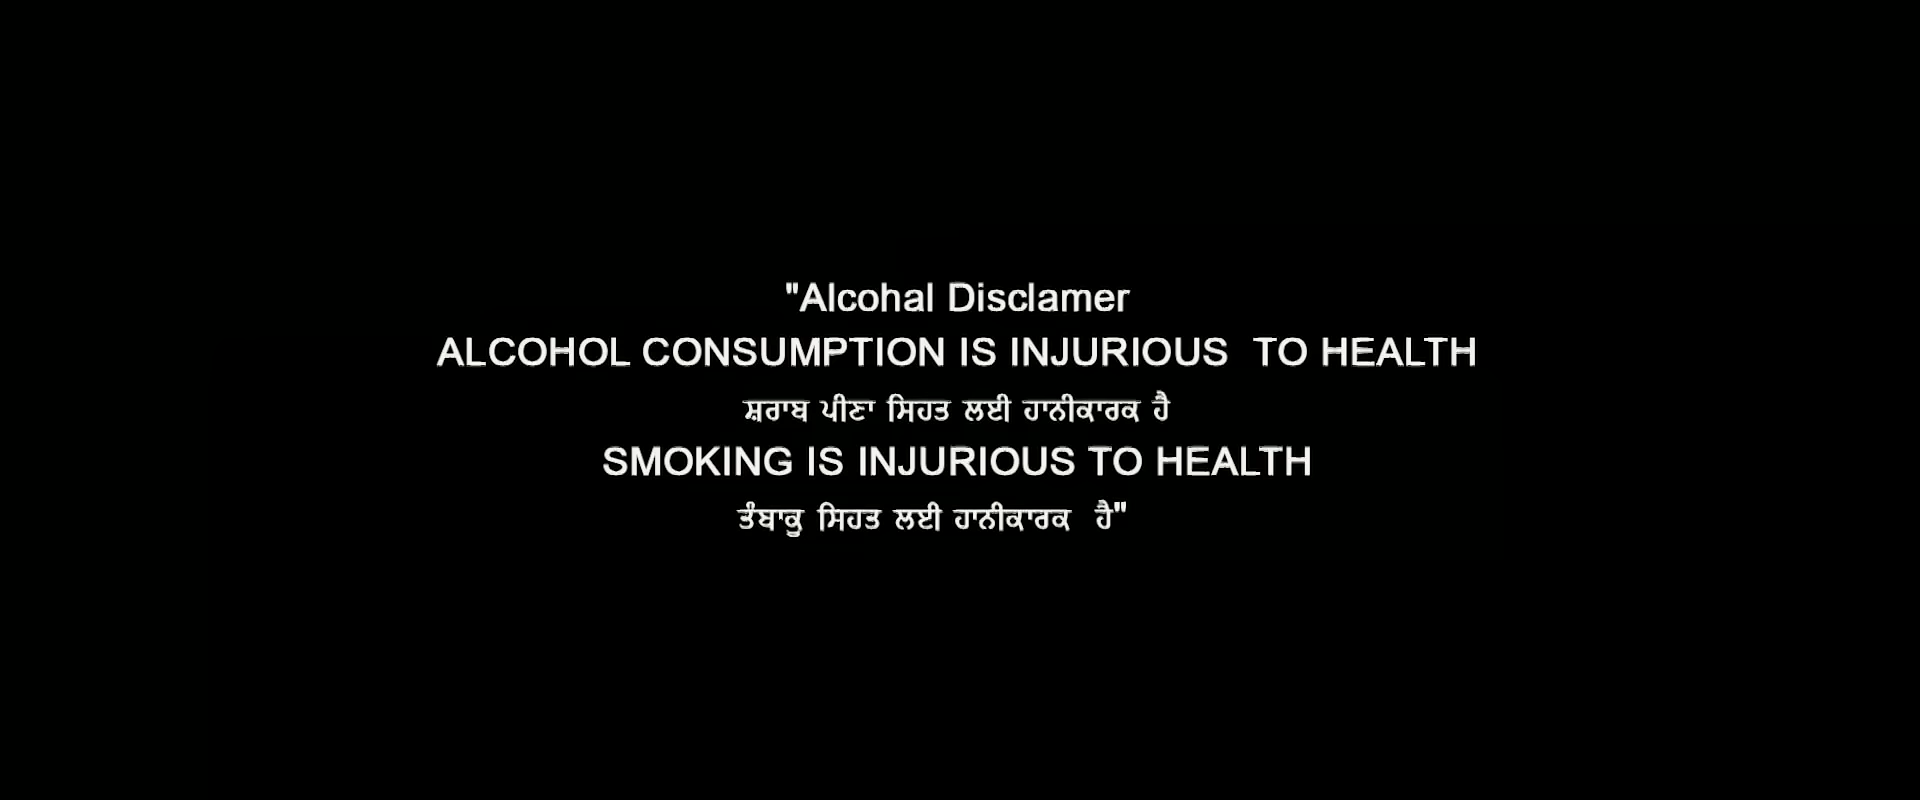 "Alcohal Disclamer
ALCOHOL CONSUMPTION IS INJURIOUS  TO HEALTH
ਸ਼ਰਾਬ ਪੀਣਾ ਸਿਹਤ ਲਈ ਹਾਨੀਕਾਰਕ ਹੈ
SMOKING IS INJURIOUS TO HEALTH
ਤੰਬਾਕੂ ਸਿਹਤ ਲਈ ਹਾਨੀਕਾਰਕ  ਹੈ"